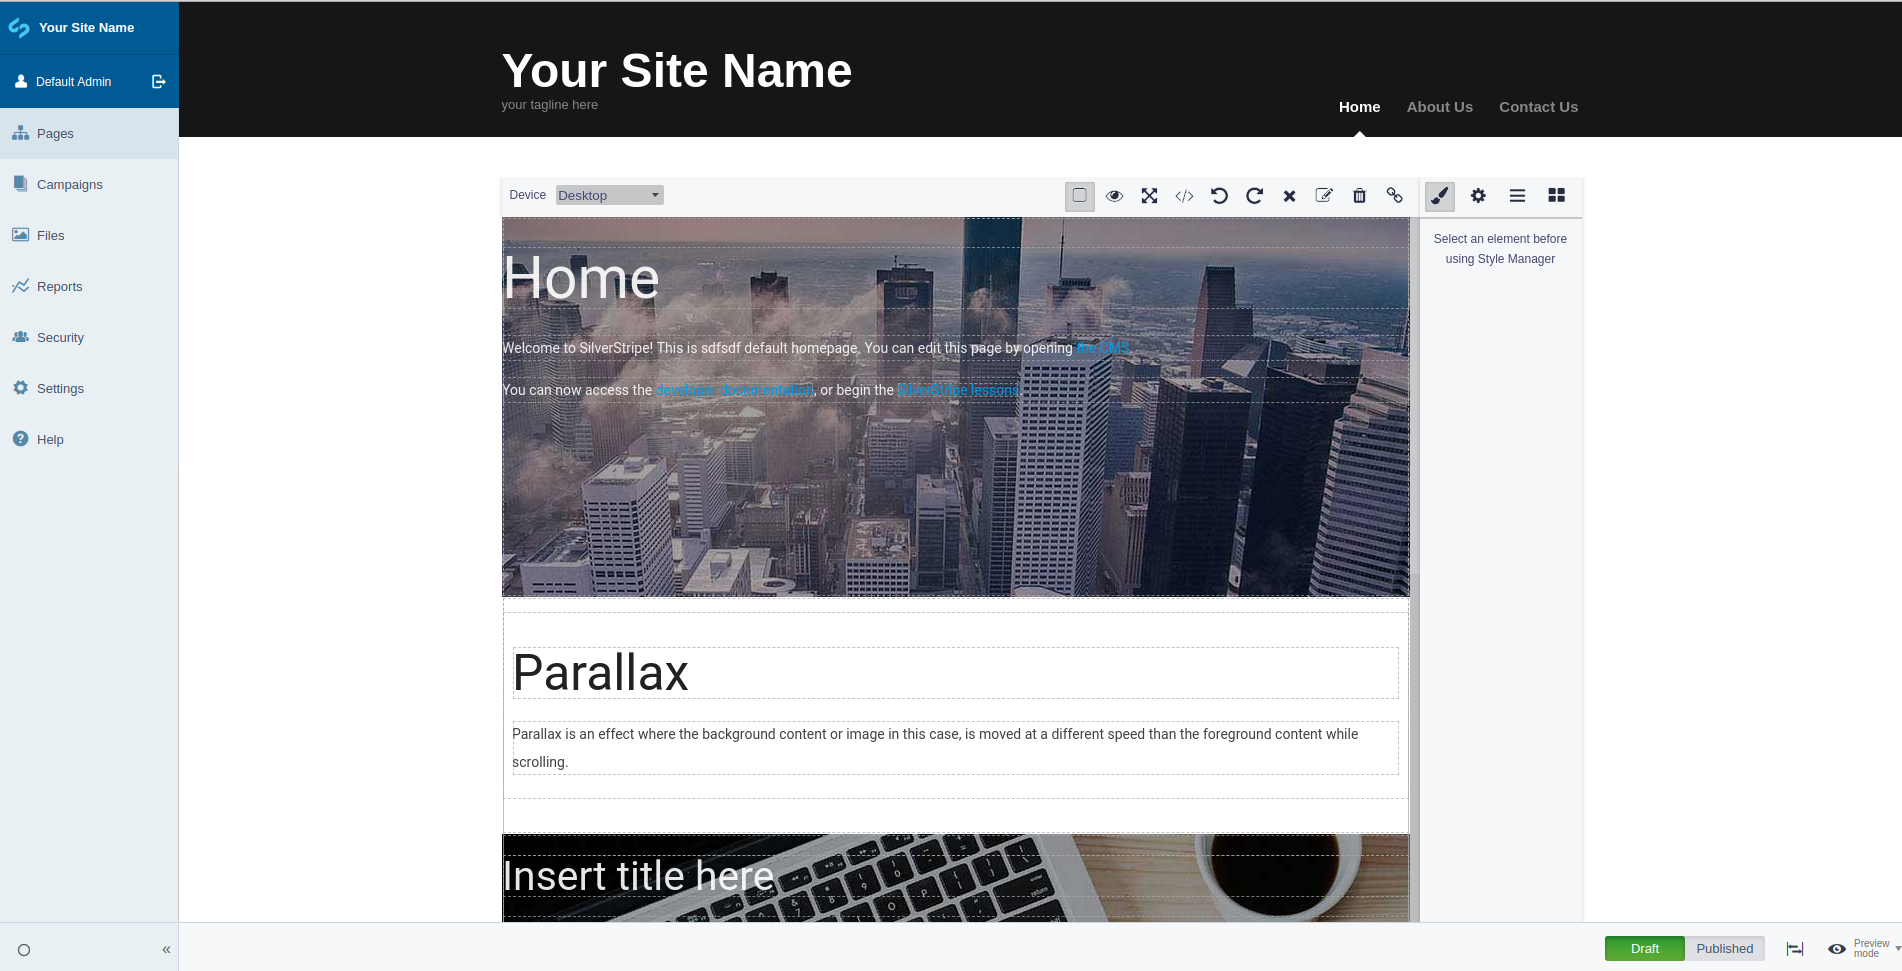 Your Site Name
Default Admin
Pages
Campaigns
Files
Reports
Security
Settings
Help
«
Your Site Name
your tagline here
Home About Us Contact Us
Device Desktop
Select an element before
using Style Manager
Home
Welcome to SilverStripe! This is sdfsdf default homepage. You can edit this page by opening the CMS.
You can now access the developer documentation, or begin the SilverStripe lessons.
Parallax
Parallax is an effect where the background content or image in this case, is moved at a different speed than the foreground content while
scrolling.
Insert title here
Draft Published
Preview
mode